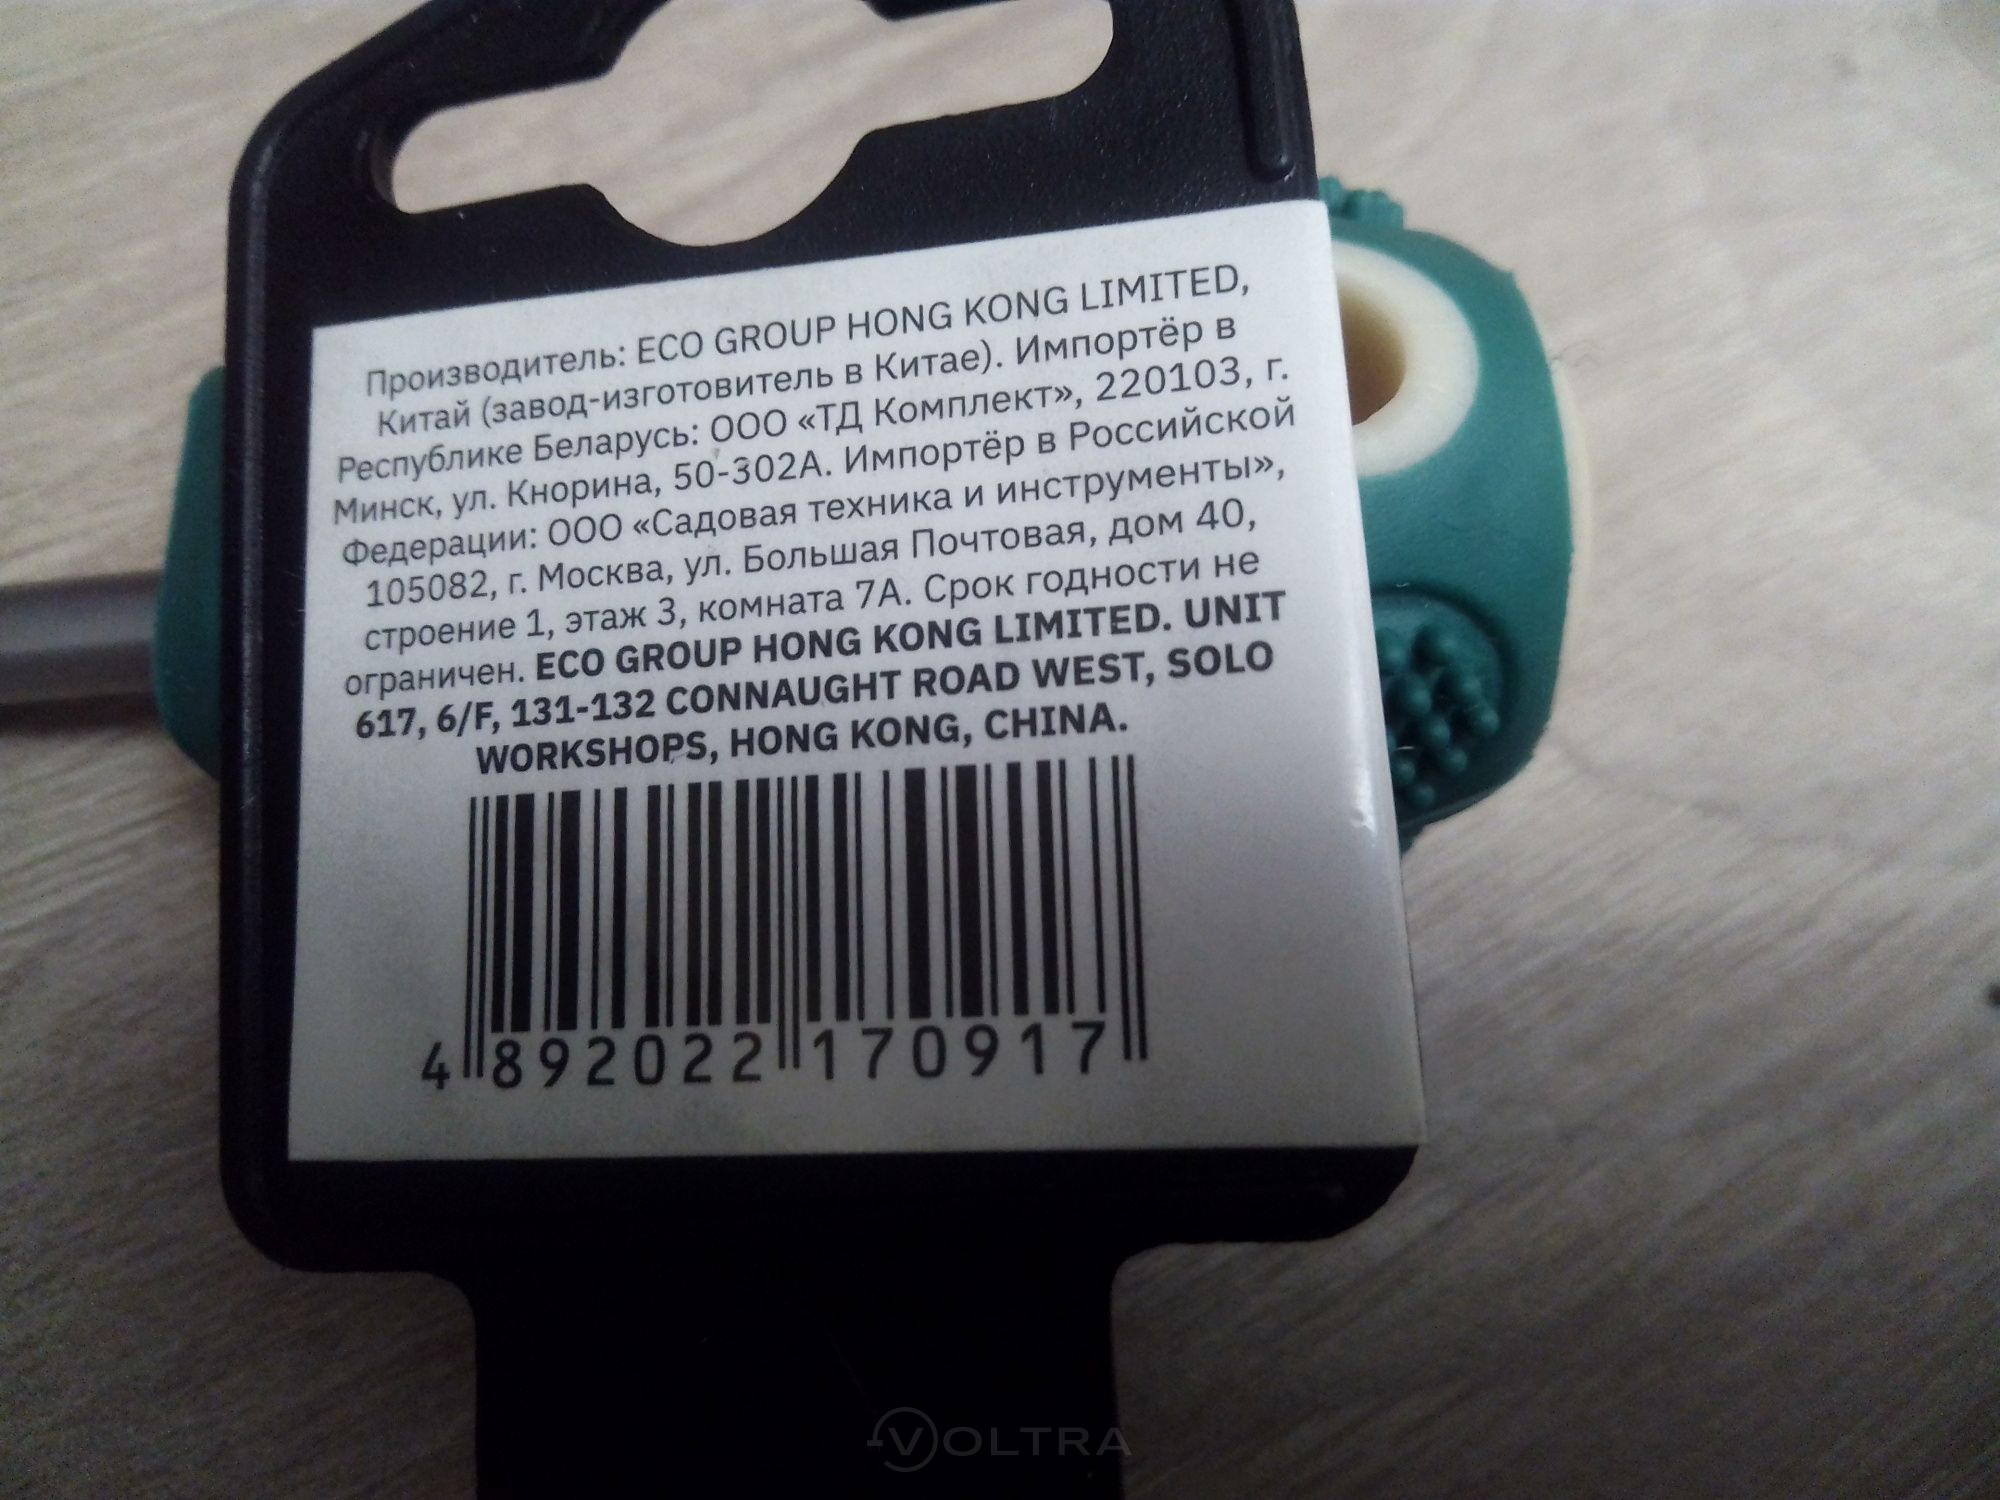 Производитель: ECO GROUP HONG KONG LIMITED,
Китай (завод-изготовитель в Китае). Импортёр в
Республике Беларусь: ООО «ТД Комплект», 220103, г.
Минск, ул. Кнорина, 50-302А. Импортёр в Российской
Федерации: ООО «Садовая техника и инструменты»,
105082, г. Москва, ул. Большая Почтовая, дом 40,
строение 1, этаж 3, комната 7А. Срок годности не
ограничен. ECO GROUP HONG KONG LIMITED. UNIT
617, 6/F, 131-132 CONNAUGHT ROAD WEST, SOLO
WORKSHOPS, HONG KONG, CHINA.
4 892022 170917
VOLTRA